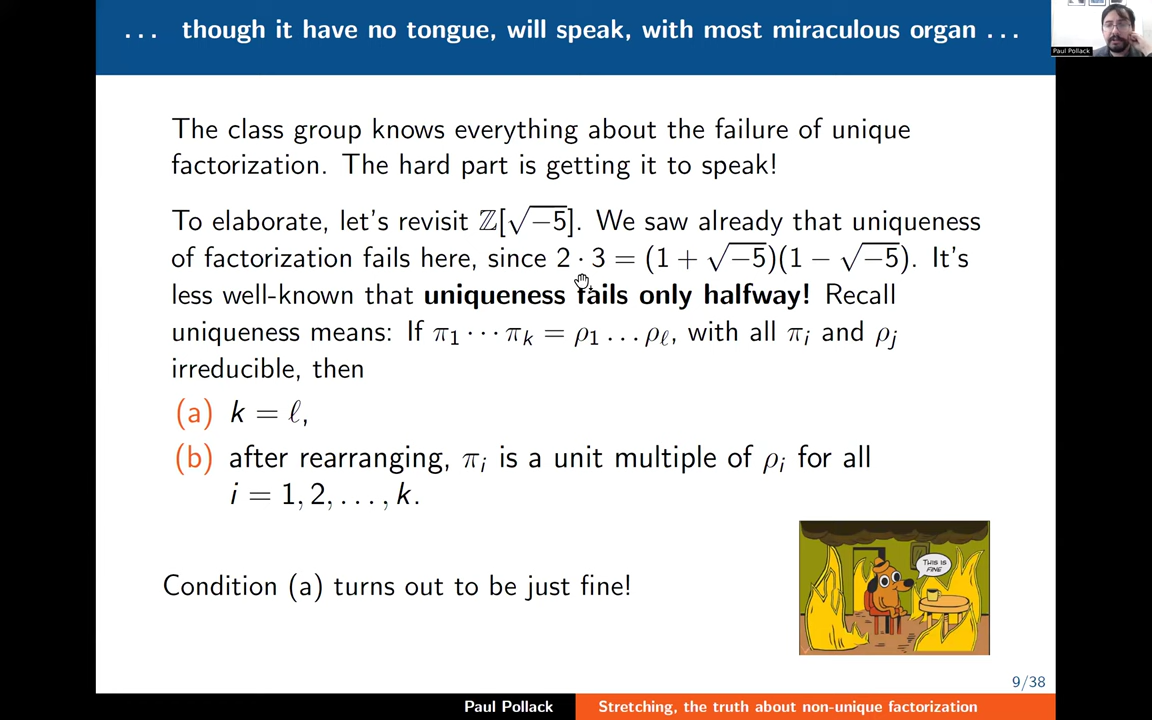 ... though it have no tongue, will speak, with most miraculous organ ...
Paul Pollack
The class group knows everything about the failure of unique
factorization. The hard part is getting it to speak!
To elaborate, let's revisit ℤ[√−5]. We saw already that uniqueness
of factorization fails here, since 2 · 3 = (1 + √−5)(1 − √−5). It's
less well-known that uniqueness fails only halfway! Recall
uniqueness means: If π₁ ⋯ πₖ = ρ₁ … ρ_ℓ, with all πᵢ and ρⱼ
irreducible, then
(a) k = ℓ,
(b) after rearranging, πᵢ is a unit multiple of ρᵢ for all
i = 1, 2, …, k.
THIS IS
FINE
Condition (a) turns out to be just fine!
9/38
Paul Pollack
Stretching, the truth about non-unique factorization